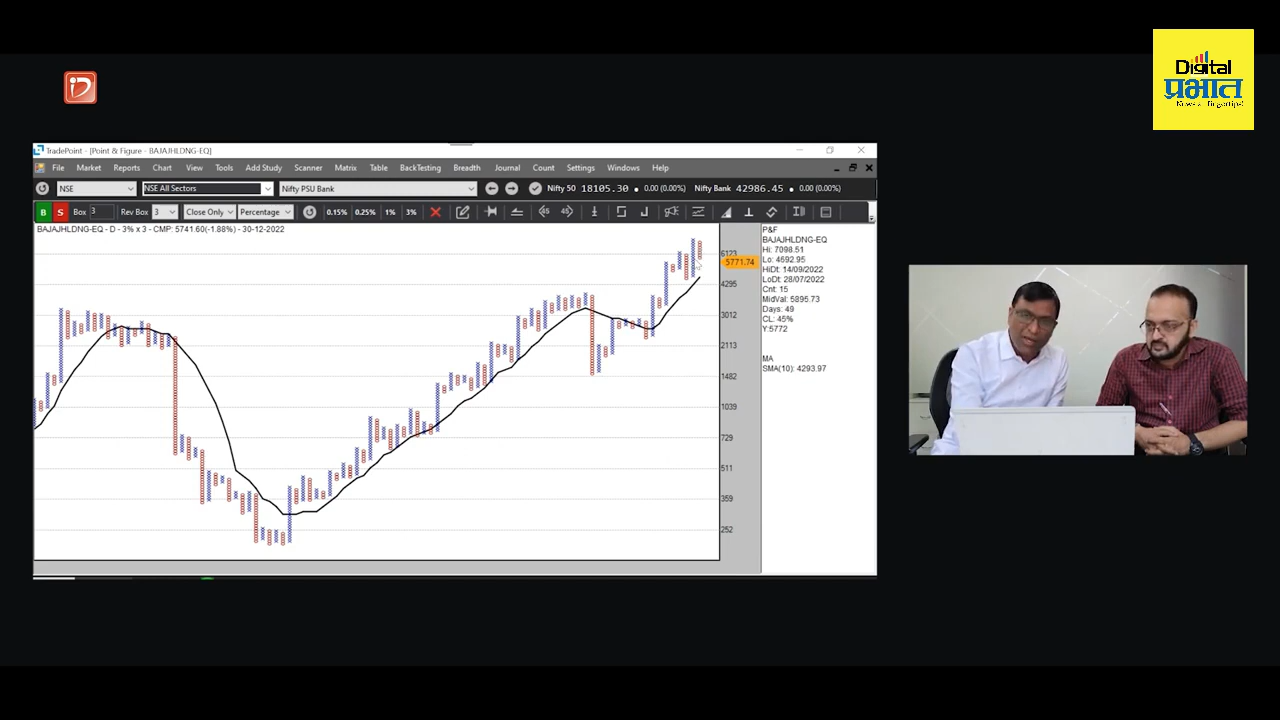 Digital
प्रभात
News at Fingertips!
TradePoint - [Point & Figure - BAJAJHLDNG-EQ]
File Market Reports Chart View Tools Add Study Scanner Matrix Table BackTesting Breadth Journal Count Settings Windows Help
NSE NSE All Sectors Nifty PSU Bank Nifty 50 18105.30 0.00 (0.00%) Nifty Bank 42986.45 0.00 (0.00%)
B S Box 3 Rev Box 3 Close Only Percentage 0.15% 0.25% 1% 3%
BAJAJHLDNG-EQ - D - 3% x 3 - CMP: 5741.60(-1.88%) - 30-12-2022
6123
5771.74
4295
3012
2113
1482
1039
729
511
359
252
P&F
BAJAJHLDNG-EQ
Hi: 7098.51
Lo: 4692.95
HiDt: 14/09/2022
LoDt: 28/07/2022
Cnt: 15
MidVal: 5895.73
Days: 49
CL: 45%
Y:5772
MA
SMA(10): 4293.97